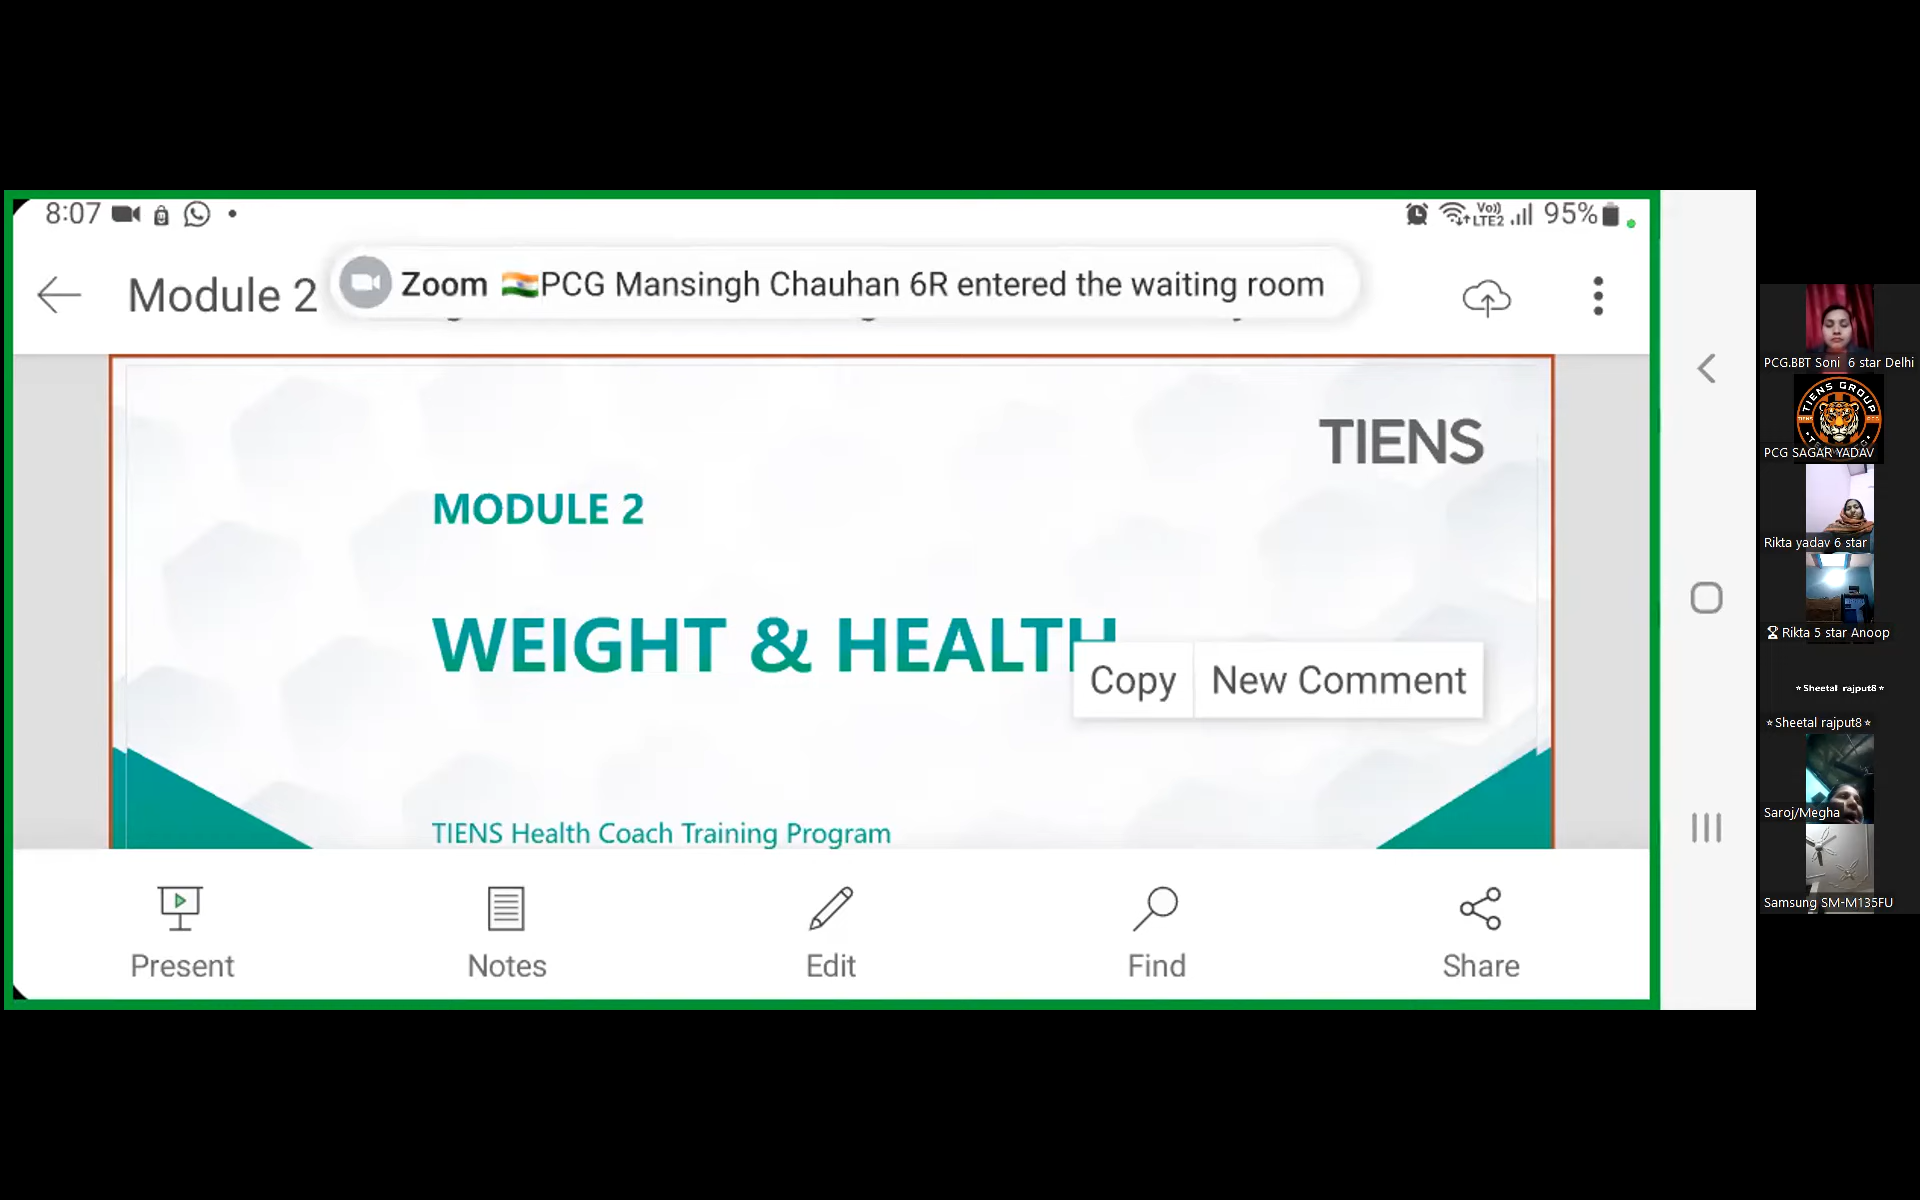 8:07
Vo)) LTE2 95%
Module 2
Zoom 🇮🇳PCG Mansingh Chauhan 6R entered the waiting room
TIENS
MODULE 2
WEIGHT & HEALTH
Copy New Comment
TIENS Health Coach Training Program
Present Notes Edit Find Share
PCG.BBT Soni 6 star Delhi
TIENS GROUP
PCG SAGAR YADAV
Rikta yadav 6 star
Rikta 5 star Anoop
⭐Sheetal rajput8⭐
⭐Sheetal rajput8⭐
Saroj/Megha
Samsung SM-M135FU